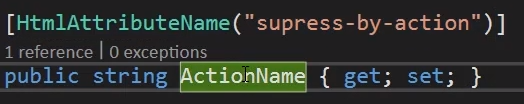 [HtmlAttributeName("supress-by-action")]
1 reference | 0 exceptions
public string ActionName { get; set; }